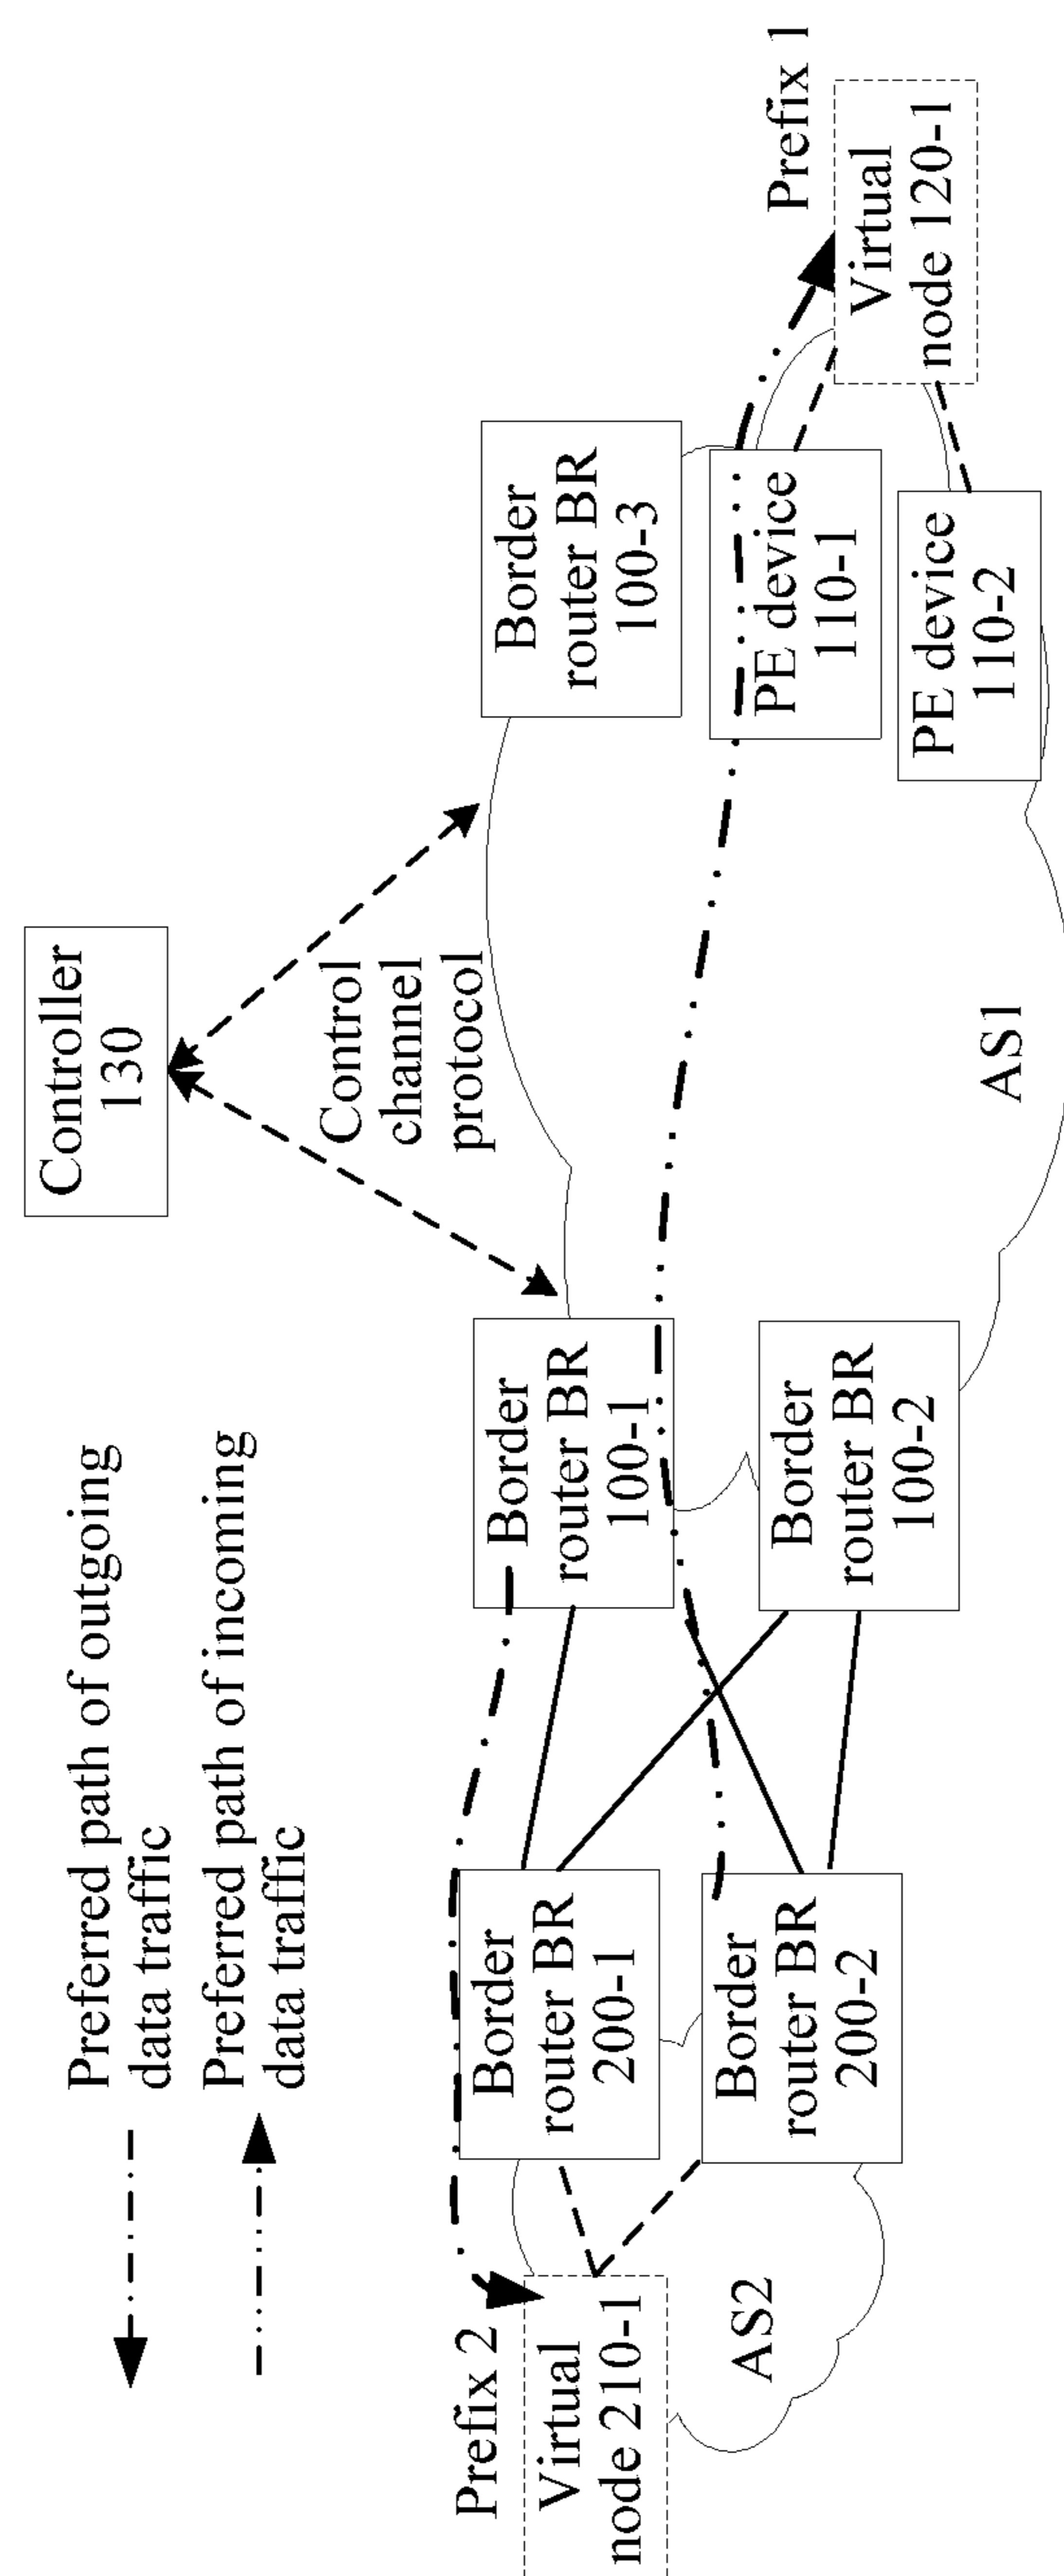 Preferred path of outgoing
data traffic
Preferred path of incoming
data traffic
Controller
130
Control
channel
protocol
Prefix 2
Virtual
node 210-1
AS2
Border
router BR
200-1
Border
router BR
200-2
Border
router BR
100-1
Border
router BR
100-2
AS1
Border
router BR
100-3
PE device
110-1
PE device
110-2
Prefix 1
Virtual
node 120-1